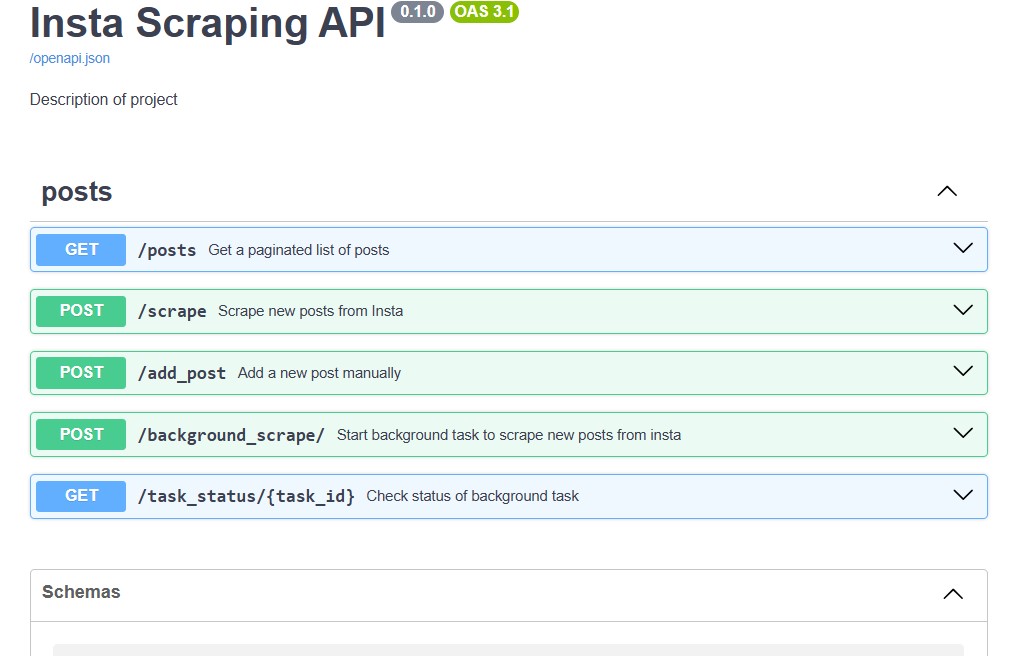 Insta Scraping API 0.1.0 OAS 3.1
/openapi.json
Description of project
posts
GET /posts Get a paginated list of posts
POST /scrape Scrape new posts from Insta
POST /add_post Add a new post manually
POST /background_scrape/ Start background task to scrape new posts from insta
GET /task_status/{task_id} Check status of background task
Schemas